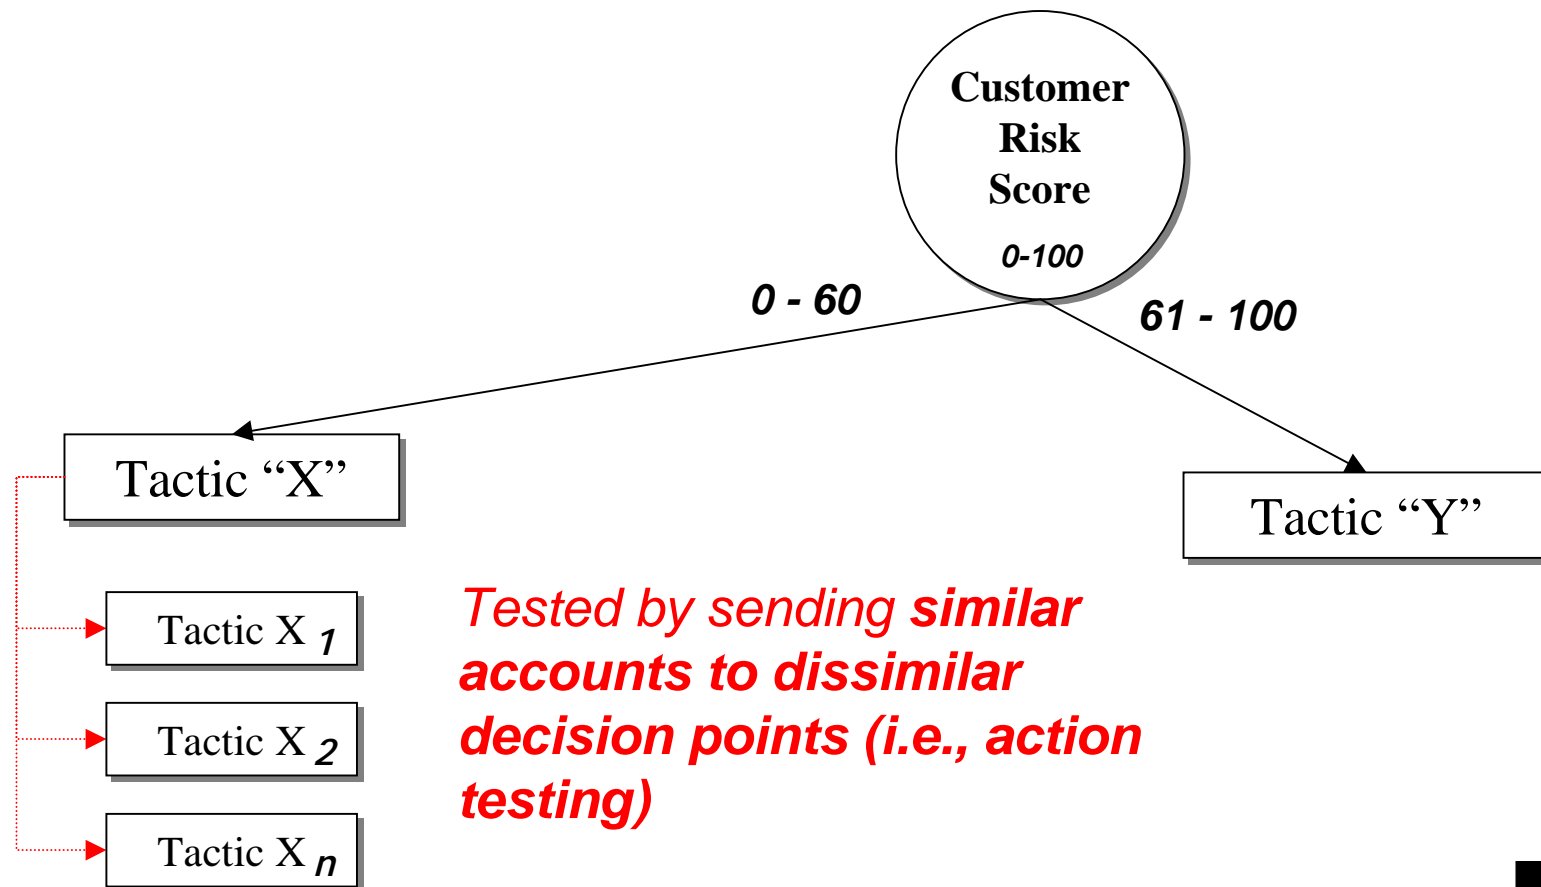 Customer
Risk
Score
0-100
0 - 60
61 - 100
Tactic “X”
Tactic “Y”
Tactic X 1
Tactic X 2
Tactic X n
Tested by sending similar
accounts to dissimilar
decision points (i.e., action
testing)